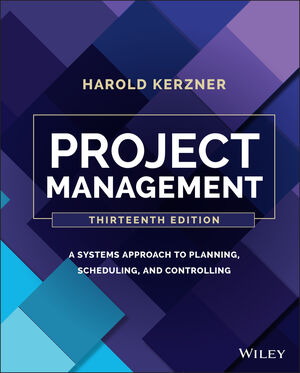 HAROLD KERZNER
PROJECT
MANAGEMENT
THIRTEENTH EDITION
A SYSTEMS APPROACH TO PLANNING,
SCHEDULING, AND CONTROLLING
WILEY